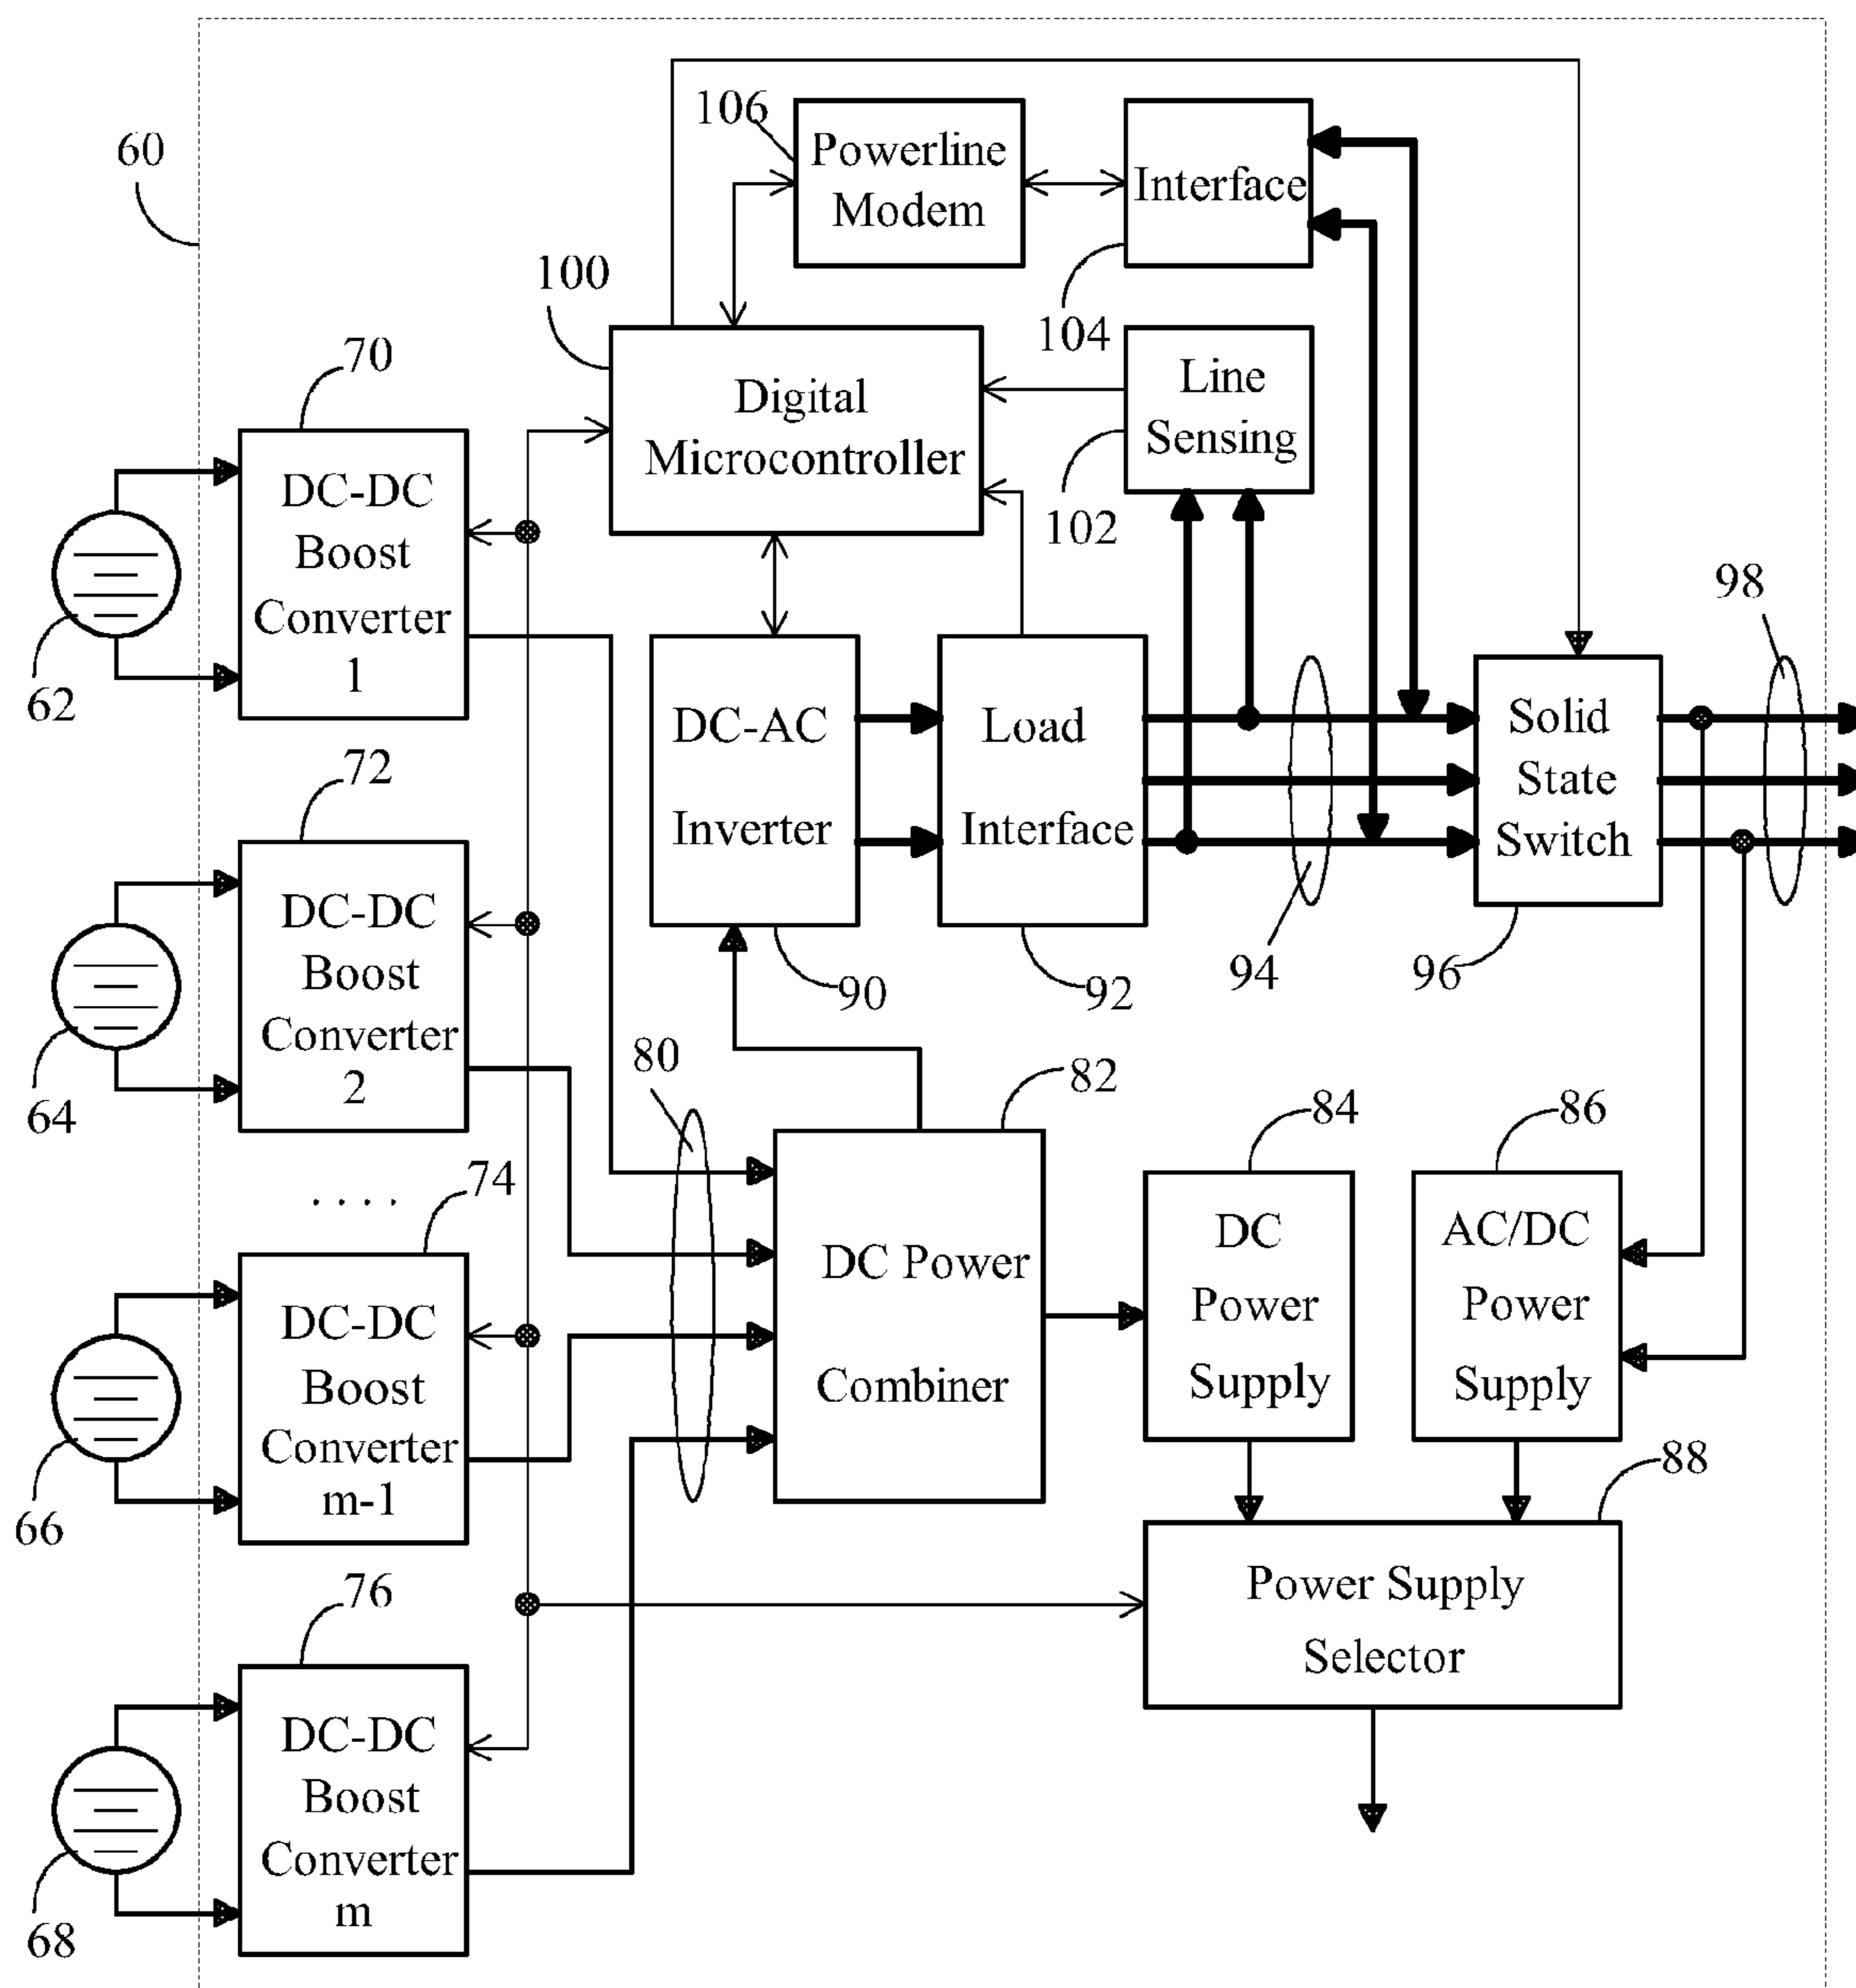 106
Powerline
Modem
Interface
60
100
104
70
Digital
Microcontroller
Line
Sensing
102
DC-DC
Boost
Converter
1
62
98
DC-AC
Inverter
Load
Interface
Solid
State
Switch
72
90
92
94
96
DC-DC
Boost
Converter
2
64
80
82
84
86
. . . .
74
DC Power
Combiner
DC
Power
Supply
AC/DC
Power
Supply
DC-DC
Boost
Converter
m-1
66
88
76
Power Supply
Selector
DC-DC
Boost
Converter
m
68